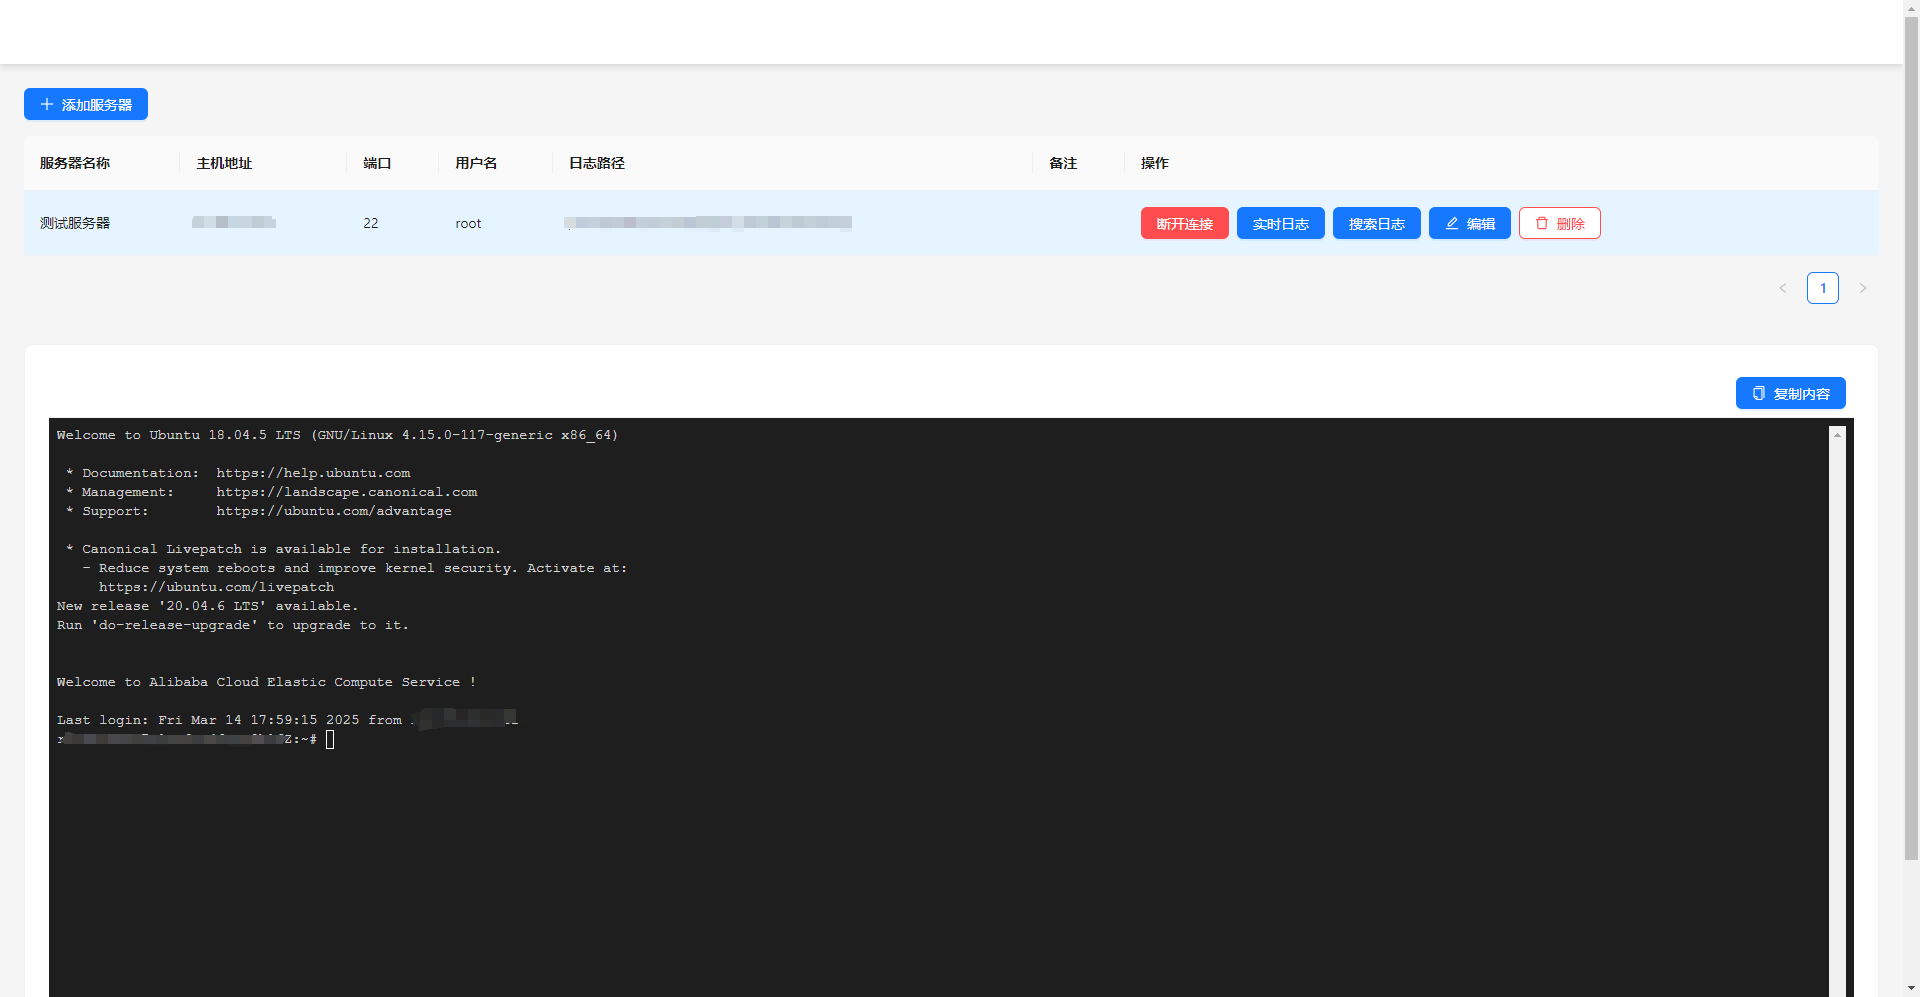 添加服务器
服务器名称 主机地址 端口 用户名 日志路径 备注 操作
测试服务器 22 root 断开连接 实时日志 搜索日志 编辑 删除
1
复制内容
Welcome to Ubuntu 18.04.5 LTS (GNU/Linux 4.15.0-117-generic x86_64)
* Documentation: https://help.ubuntu.com
* Management: https://landscape.canonical.com
* Support: https://ubuntu.com/advantage
* Canonical Livepatch is available for installation.
- Reduce system reboots and improve kernel security. Activate at:
https://ubuntu.com/livepatch
New release '20.04.6 LTS' available.
Run 'do-release-upgrade' to upgrade to it.
Welcome to Alibaba Cloud Elastic Compute Service !
Last login: Fri Mar 14 17:59:15 2025 from
:~#